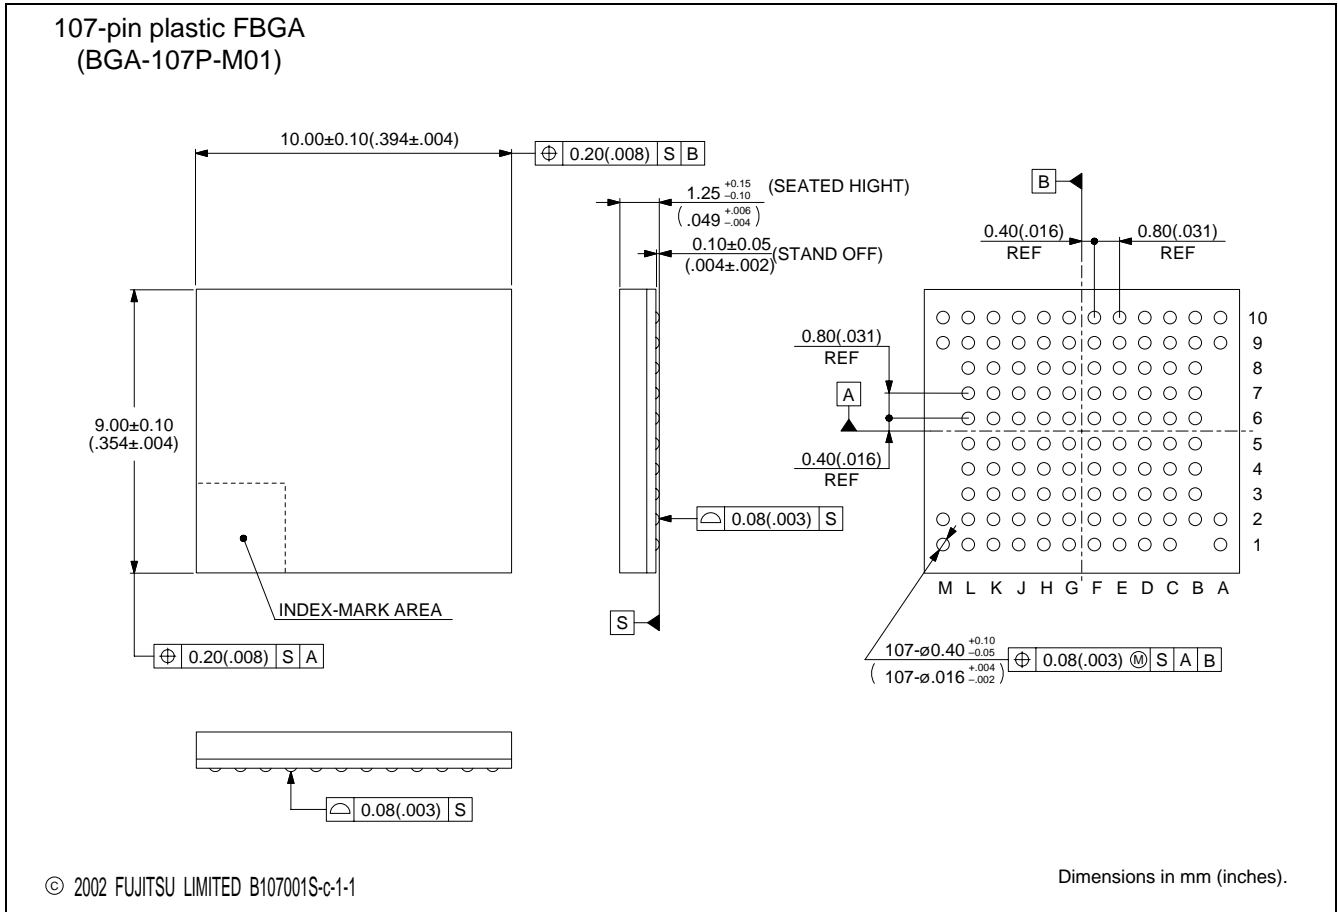 107-pin plastic FBGA
(BGA-107P-M01)
10.00±0.10(.394±.004)
⌖ 0.20(.008) S B
1.25 +0.15 –0.10 (SEATED HIGHT)
(.049 +.006 –.004)
0.10±0.05 (STAND OFF)
(.004±.002)
B
0.40(.016) REF
0.80(.031) REF
0.80(.031) REF
A
0.40(.016) REF
9.00±0.10
(.354±.004)
10
9
8
7
6
5
4
3
2
1
M L K J H G F E D C B A
⌓ 0.08(.003) S
INDEX-MARK AREA
S
⌖ 0.20(.008) S A
107-ø0.40 +0.10 –0.05
(107-ø.016 +.004 –.002)
⌖ 0.08(.003) Ⓜ S A B
⌓ 0.08(.003) S
© 2002 FUJITSU LIMITED B107001S-c-1-1
Dimensions in mm (inches).